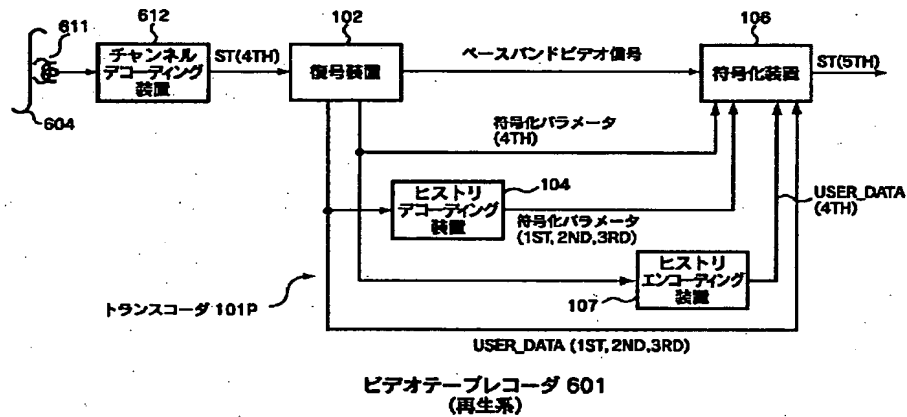 611
612
チャンネル
デコーディング
装置
604
ST(4TH)
102
復号装置
ベースバンドビデオ信号
106
符号化装置
ST(5TH)
符号化パラメータ
(4TH)
ヒストリ
デコーディング
装置
104
符号化パラメータ
(1ST, 2ND, 3RD)
USER_DATA
(4TH)
ヒストリ
エンコーディング
装置
107
トランスコーダ 101P
USER_DATA (1ST, 2ND, 3RD)
ビデオテープレコーダ 601
(再生系)